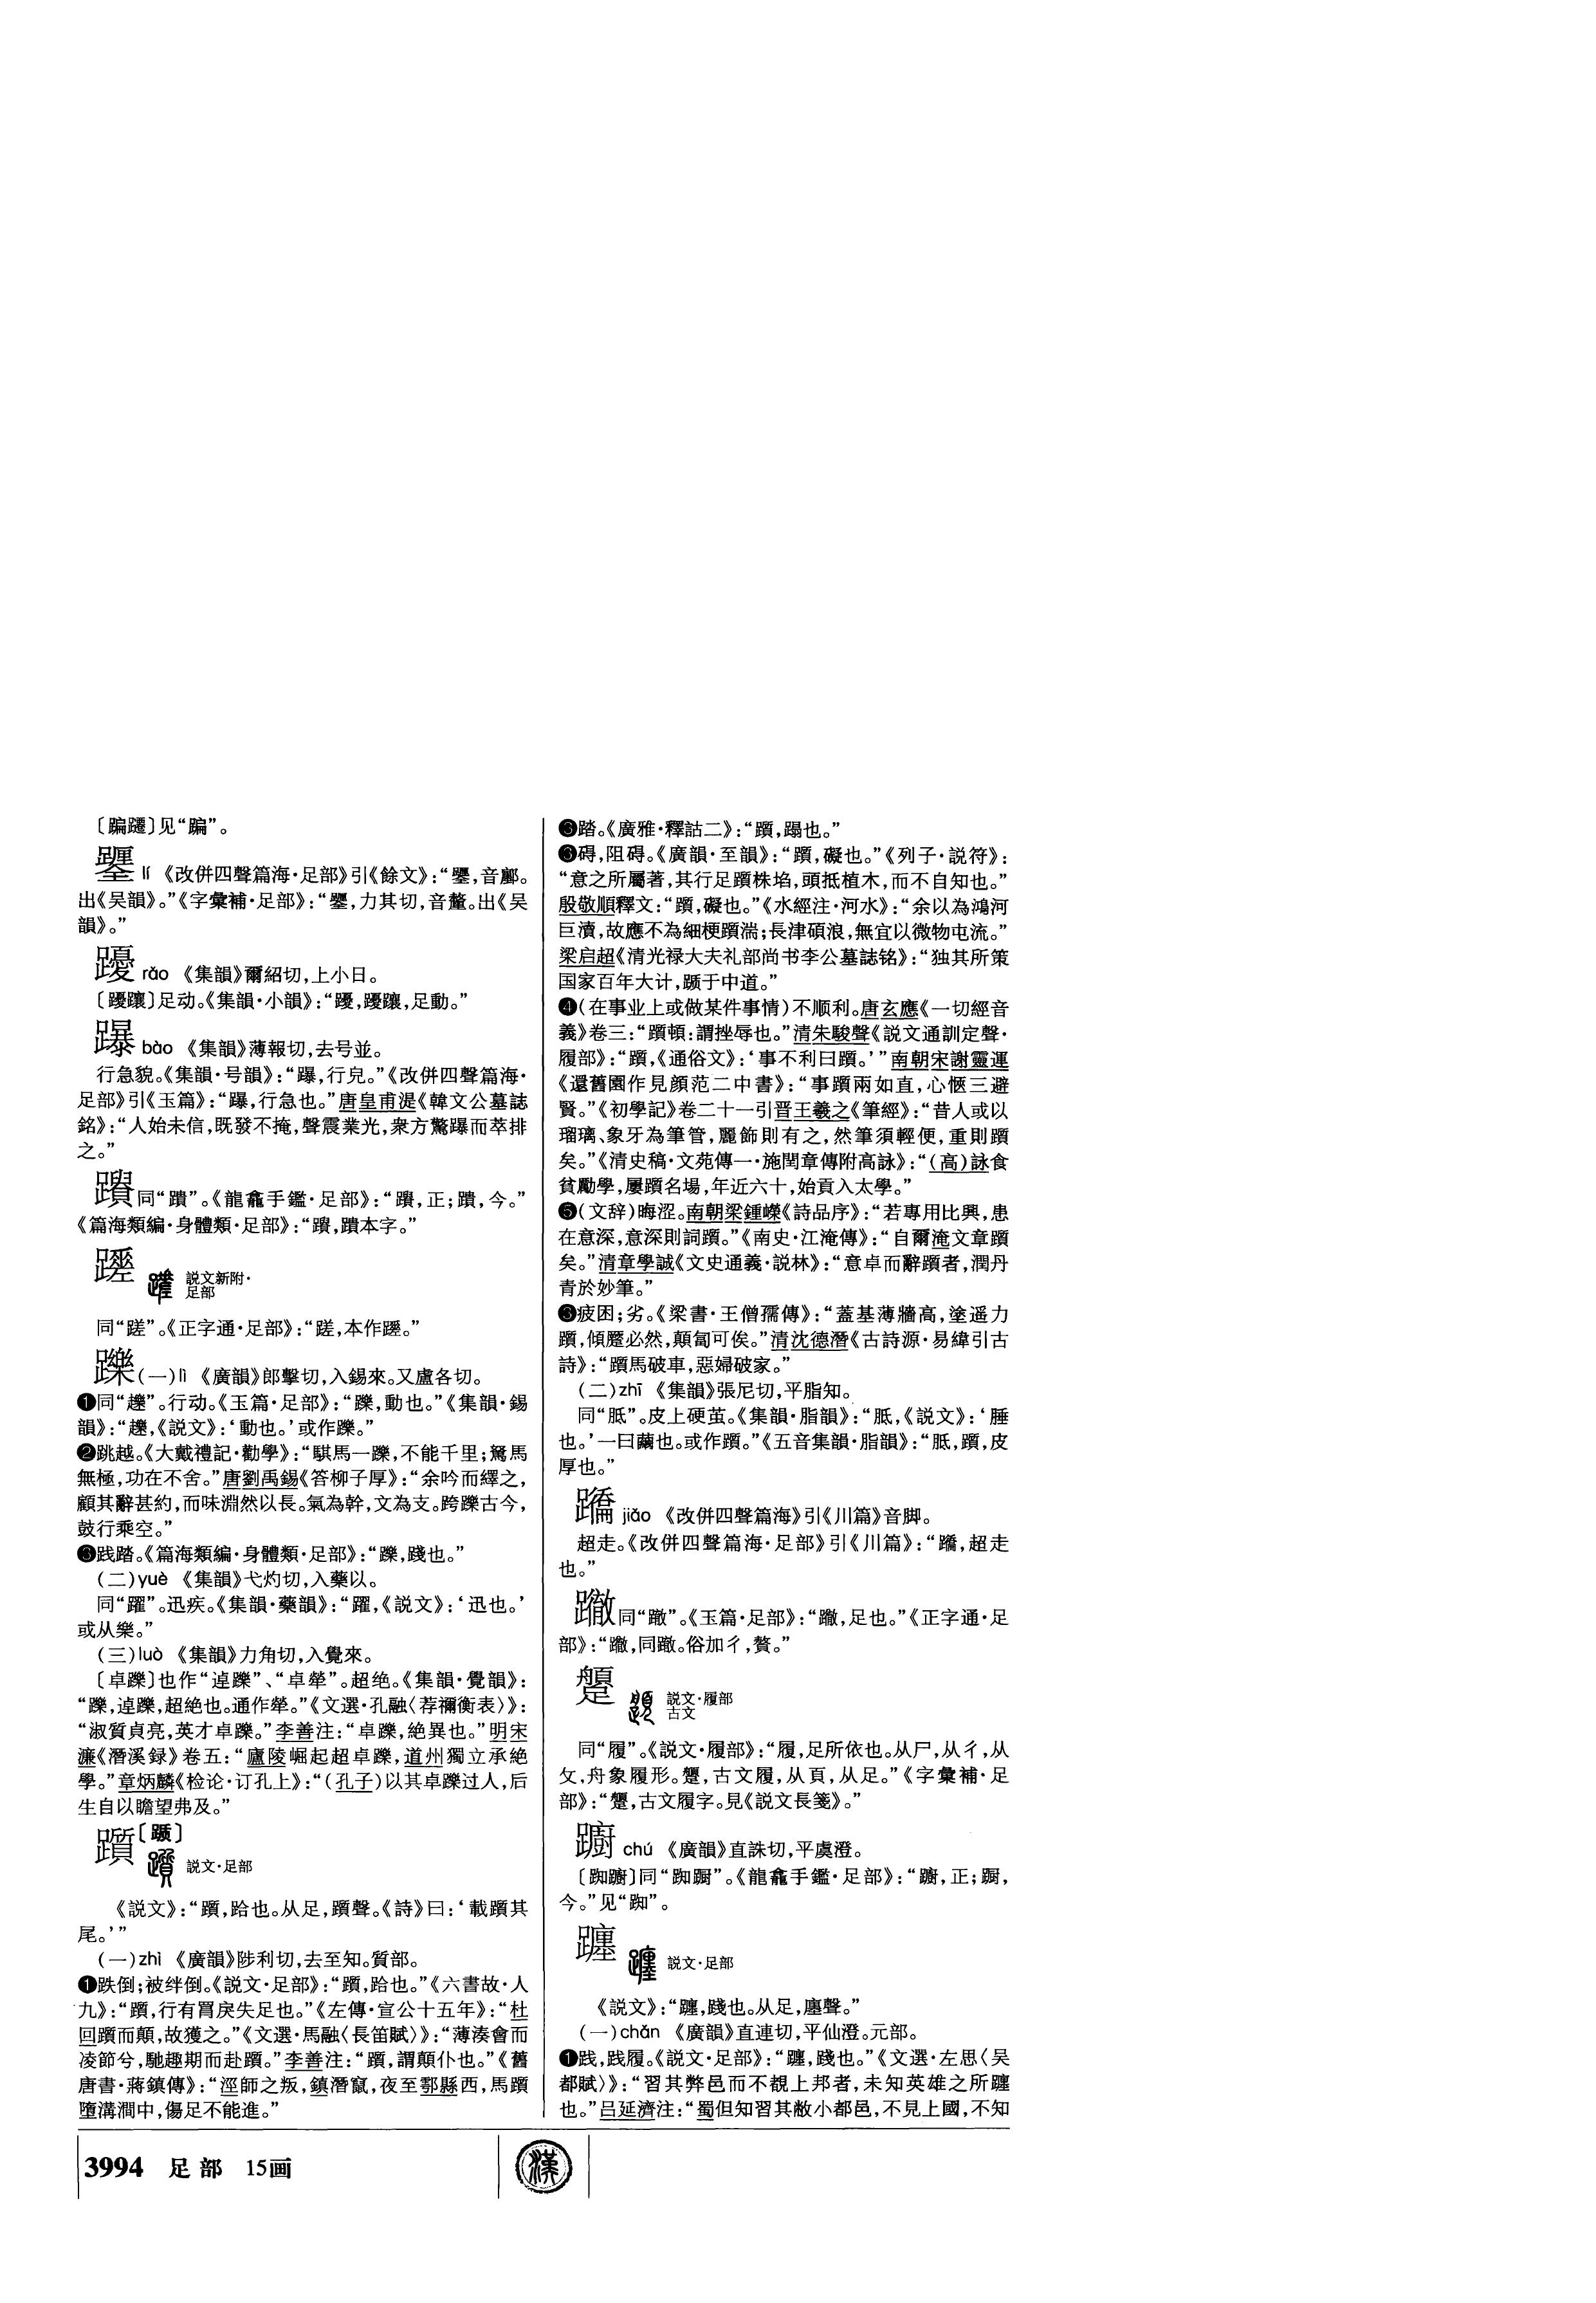 〔蹁躚〕见“蹁”。
lí 《改併四聲篇海·足部》引《餘文》:“,音酈。
出《吴韻》。”《字彙補·足部》:“,力其切,音釐。出《吴
韻》。”
rǎo 《集韻》爾紹切,上小日。
〔躥〕足动。《集韻·小韻》:“,足動。”
bào 《集韻》薄報切,去号並。
行急貌。《集韻·号韻》:“,行皃。”《改併四聲篇海·
足部》引《玉篇》:“,行急也。”唐皇甫湜《韓文公墓誌
銘》:“人始未信,既發不掩,聲震業光,衆方驚而萃排
之。”
同“蹟”。《龍龕手鑑·足部》:“,正;,今。”
《篇海類編·身體類·足部》:“,本字。”
説文新附·
足部
同“蹉”。《正字通·足部》:“蹉,本作。”
躒(一)lì 《廣韻》郎擊切,入錫來。又盧各切。
❶同“𧾷”。行动。《玉篇·足部》:“躒,動也。”《集韻·錫
韻》:“,《説文》:‘動也。’或作躒。”
❷跳越。《大戴禮記·勸學》:“騏馬一躒,不能千里;駑馬
無極,功在不舍。”唐劉禹錫《答柳子厚》:“余吟而繹之,
顧其辭甚約,而味淵然以長。氣為幹,文為支。跨躒古今,
鼓行乘空。”
❸践踏。《篇海類編·身體類·足部》:“躒,踐也。”
(二)yuè 《集韻》弋灼切,入藥以。
同“躍”。迅疾。《集韻·藥韻》:“躍,《説文》:‘迅也。’
或从樂。”
(三)luò 《集韻》力角切,入覺來。
〔卓躒〕也作“逴躒”、“卓犖”。超绝。《集韻·覺韻》:
“躒,逴躒,超絶也。通作犖。”《文選·孔融〈荐禰衡表〉》:
“淑質貞亮,英才卓躒。”李善注:“卓躒,絶異也。”明宋
濂《潛溪録》卷五:“廬陵崛起超卓躒,道州獨立承絶
學。”章炳麟《检论·订孔上》:“(孔子)以其卓躒过人,后
生自以瞻望弗及。”
躓〔踬〕
説文·足部
《説文》:“躓,跲也。从足,質聲。《詩》曰:‘載躓其
尾。’”
(一)zhì 《廣韻》陟利切,去至知。質部。
❶跌倒;被绊倒。《説文·足部》:“躓,跲也。”《六書故·人
九》:“躓,行有罥戾失足也。”《左傳·宣公十五年》:“杜
回躓而顛,故獲之。”《文選·馬融〈長笛賦〉》:“薄湊會而
凌節兮,馳趣期而赴躓。”李善注:“躓,謂顛仆也。”《舊
唐書·蔣鎮傳》:“涇師之叛,鎮潛竄,夜至鄠縣西,馬躓
墮溝澗中,傷足不能進。”
❸踏。《廣雅·釋詁二》:“躓,蹋也。”
❸碍,阻碍。《廣韻·至韻》:“躓,礙也。”《列子·説符》:
“意之所屬著,其行足躓株埳,頭抵植木,而不自知也。”
殷敬順釋文:“躓,礙也。”《水經注·河水》:“余以為鴻河
巨瀆,故應不為細梗躓湍;長津碩浪,無宜以微物屯流。”
梁启超《清光禄大夫礼部尚书李公墓誌铭》:“独其所策
国家百年大计,踬于中道。”
❹(在事业上或做某件事情)不顺利。唐玄應《一切經音
義》卷三:“躓頓:謂挫辱也。”清朱駿聲《説文通訓定聲·
履部》:“躓,《通俗文》:‘事不利曰躓。’”南朝宋謝靈運
《還舊園作見顔范二中書》:“事躓兩如直,心愜三避
賢。”《初學記》卷二十一引晋王羲之《筆經》:“昔人或以
瑠璃、象牙為筆管,麗飾則有之,然筆須輕便,重則躓
矣。”《清史稿·文苑傳一·施閏章傳附高詠》:“(高)詠食
貧勵學,屢躓名場,年近六十,始貢入太學。”
❺(文辞)晦涩。南朝梁鍾嶸《詩品序》:“若專用比興,患
在意深,意深則詞躓。”《南史·江淹傳》:“自爾淹文章躓
矣。”清章學誠《文史通義·説林》:“意卓而辭躓者,潤丹
青於妙筆。”
❸疲困;劣。《梁書·王僧孺傳》:“蓋基薄牆高,塗遥力
躓,傾蹷必然,顛匐可俟。”清沈德潛《古詩源·易緯引古
詩》:“躓馬破車,惡婦破家。”
(二)zhī 《集韻》張尼切,平脂知。
同“胝”。皮上硬茧。《集韻·脂韻》:“胝,《説文》:‘腄
也。’一曰繭也。或作躓。”《五音集韻·脂韻》:“胝,躓,皮
厚也。”
jiǎo 《改併四聲篇海》引《川篇》音脚。
超走。《改併四聲篇海·足部》引《川篇》:“,超走
也。”
同“”。《玉篇·足部》:“,足也。”《正字通·足
部》:“,同。俗加彳,贅。”
説文·履部
古文
同“履”。《説文·履部》:“履,足所依也。从尸,从彳,从
夊,舟象履形。,古文履,从頁,从足。”《字彙補·足
部》:“,古文履字。見《説文長箋》。”
躕 chú 《廣韻》直誅切,平虞澄。
〔踟躕〕同“踟蹰”。《龍龕手鑑·足部》:“躕,正;蹰,
今。”见“踟”。
躔 説文·足部
《説文》:“躔,踐也。从足,廛聲。”
(一)chán 《廣韻》直連切,平仙澄。元部。
❶践,践履。《説文·足部》:“躔,踐也。”《文選·左思〈吴
都賦〉》:“習其弊邑而不覩上邦者,未知英雄之所躔
也。”吕延濟注:“蜀但知習其敝小都邑,不見上國,不知
3994 足部 15画
漢